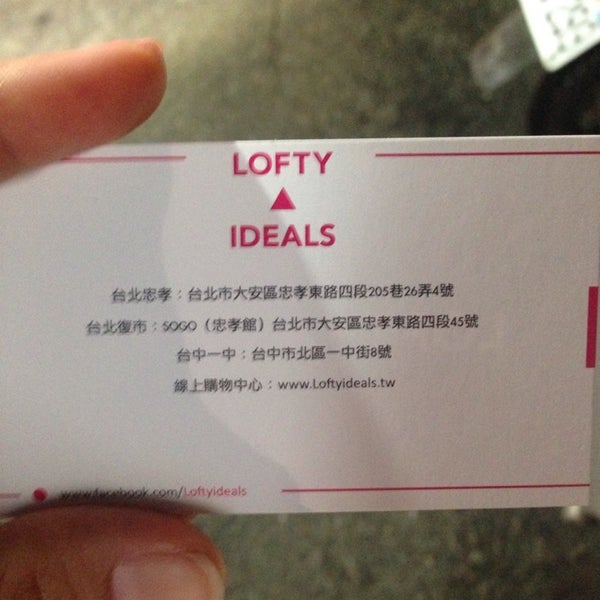 LOFTY
IDEALS
台北忠孝：台北市大安區忠孝東路四段205巷26弄4號
台北復市：SOGO（忠孝館）台北市大安區忠孝東路四段45號
台中一中：台中市北區一中街8號
線上購物中心：www.Loftyideals.tw
www.facebook.com/Loftyideals